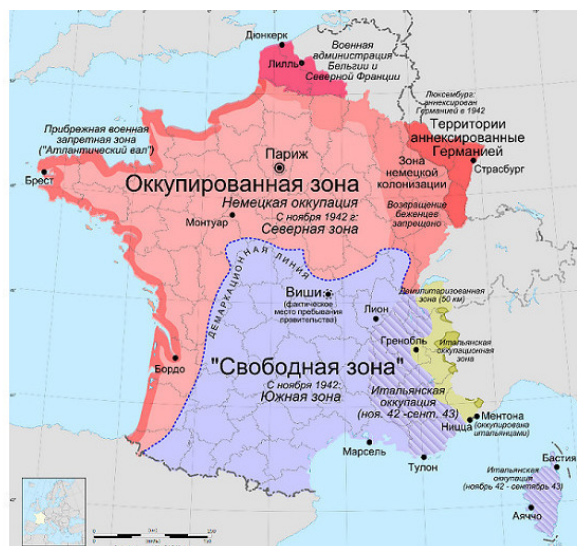 Дюнкерк
Лилль
Военная
администрация
Бельгии и
Северной Франции
Люксембург:
аннексирован
Германией в 1942
Территории
аннексированные
Германией
Страсбург
Прибрежная военная
запретная зона
("Атлантический вал")
Брест
Париж
Зона
немецкой
колонизации
Возвращение
беженцев
запрещено
Оккупированная зона
Немецкая оккупация
С ноября 1942 г:
Северная зона
Монтуар
ДЕМАРКАЦИОННАЯ ЛИНИЯ
Виши
(фактическое
место пребывания
правительства)
Лион
Демилитаризованная
зона (50 км)
Гренобль
Итальянская
оккупационная
зона
Бордо
"Свободная зона"
С ноября 1942:
Южная зона
Итальянская
оккупация
(ноя. 42 -сент. 43)
Ментона
(оккупирована
итальянцами)
Ницца
Марсель
Тулон
Бастия
Итальянская
оккупация
(ноябрь 42 - сентябрь 43)
Аяччо